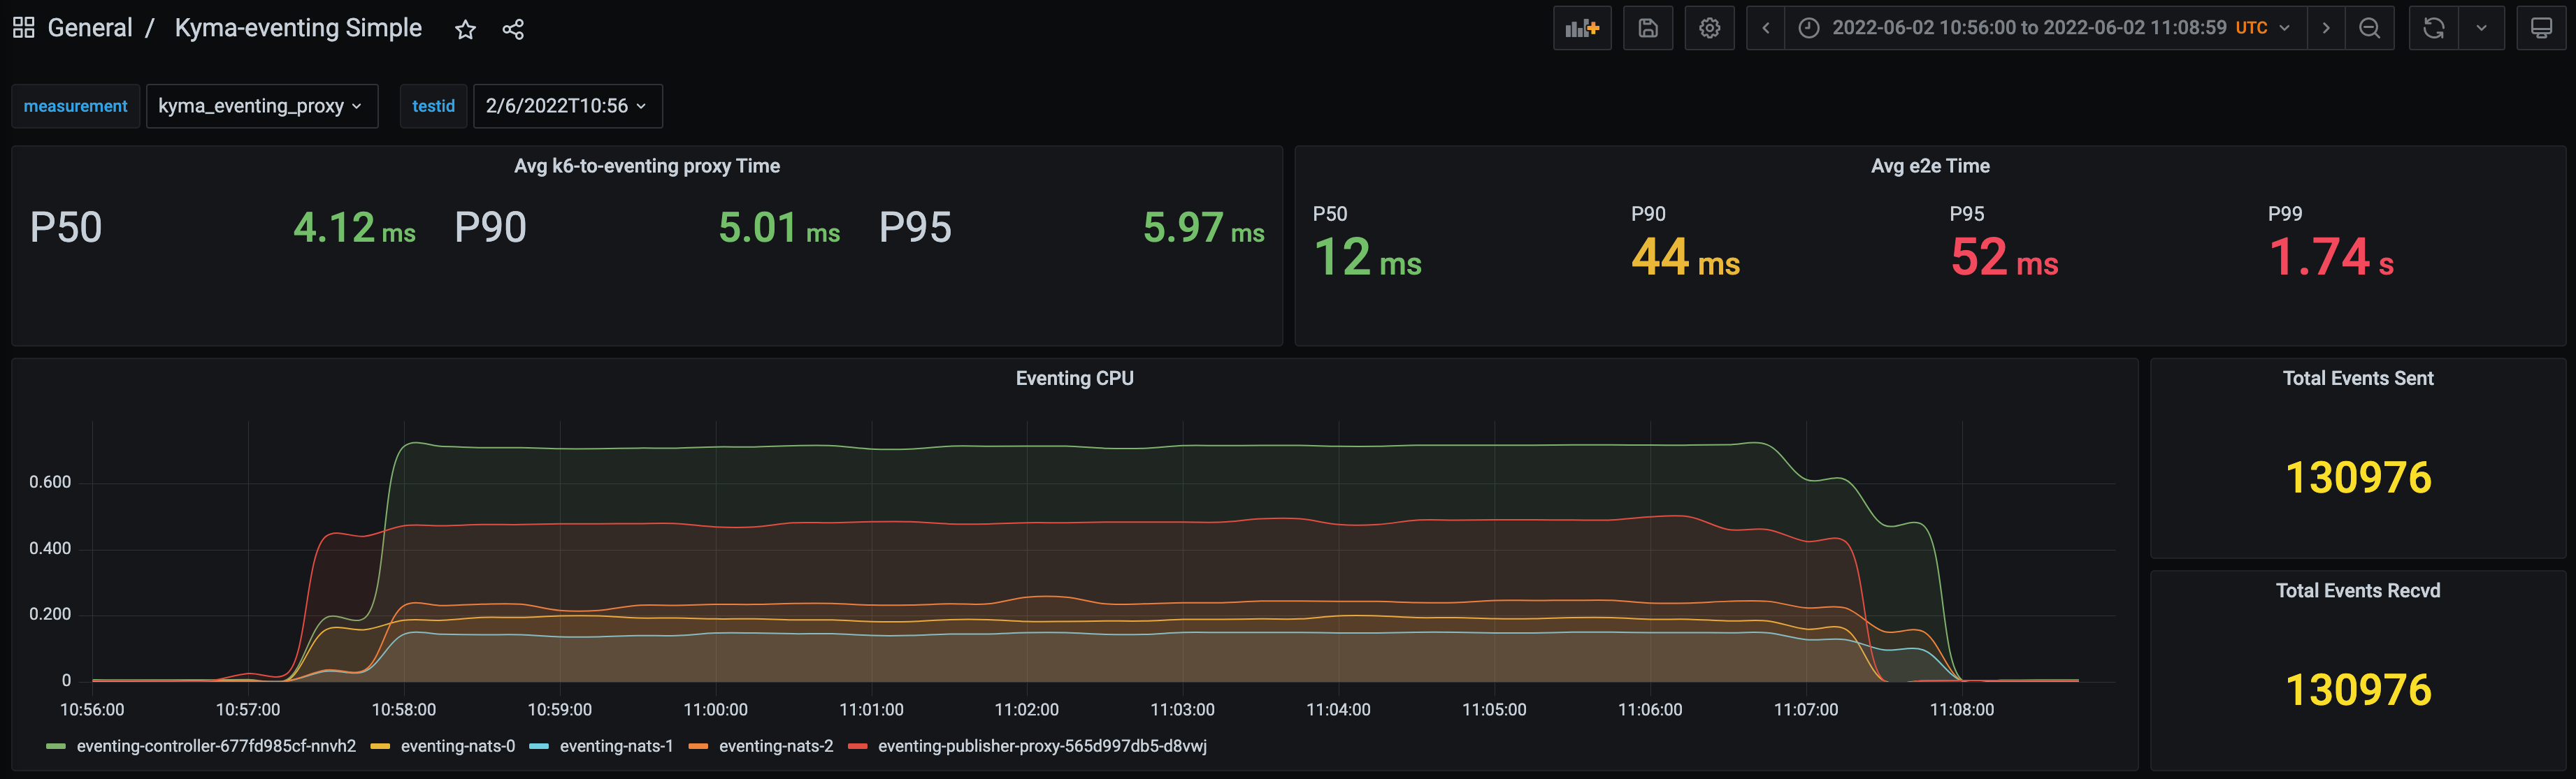 General / Kyma-eventing Simple
2022-06-02 10:56:00 to 2022-06-02 11:08:59 UTC
measurement kyma_eventing_proxy testid 2/6/2022T10:56
Avg k6-to-eventing proxy Time
P50 4.12 ms P90 5.01 ms P95 5.97 ms
Avg e2e Time
P50 P90 P95 P99
12 ms 44 ms 52 ms 1.74 s
Eventing CPU
0.600
0.400
0.200
0
10:56:00 10:57:00 10:58:00 10:59:00 11:00:00 11:01:00 11:02:00 11:03:00 11:04:00 11:05:00 11:06:00 11:07:00 11:08:00
eventing-controller-677fd985cf-nnvh2 eventing-nats-0 eventing-nats-1 eventing-nats-2 eventing-publisher-proxy-565d997db5-d8vwj
Total Events Sent
130976
Total Events Recvd
130976